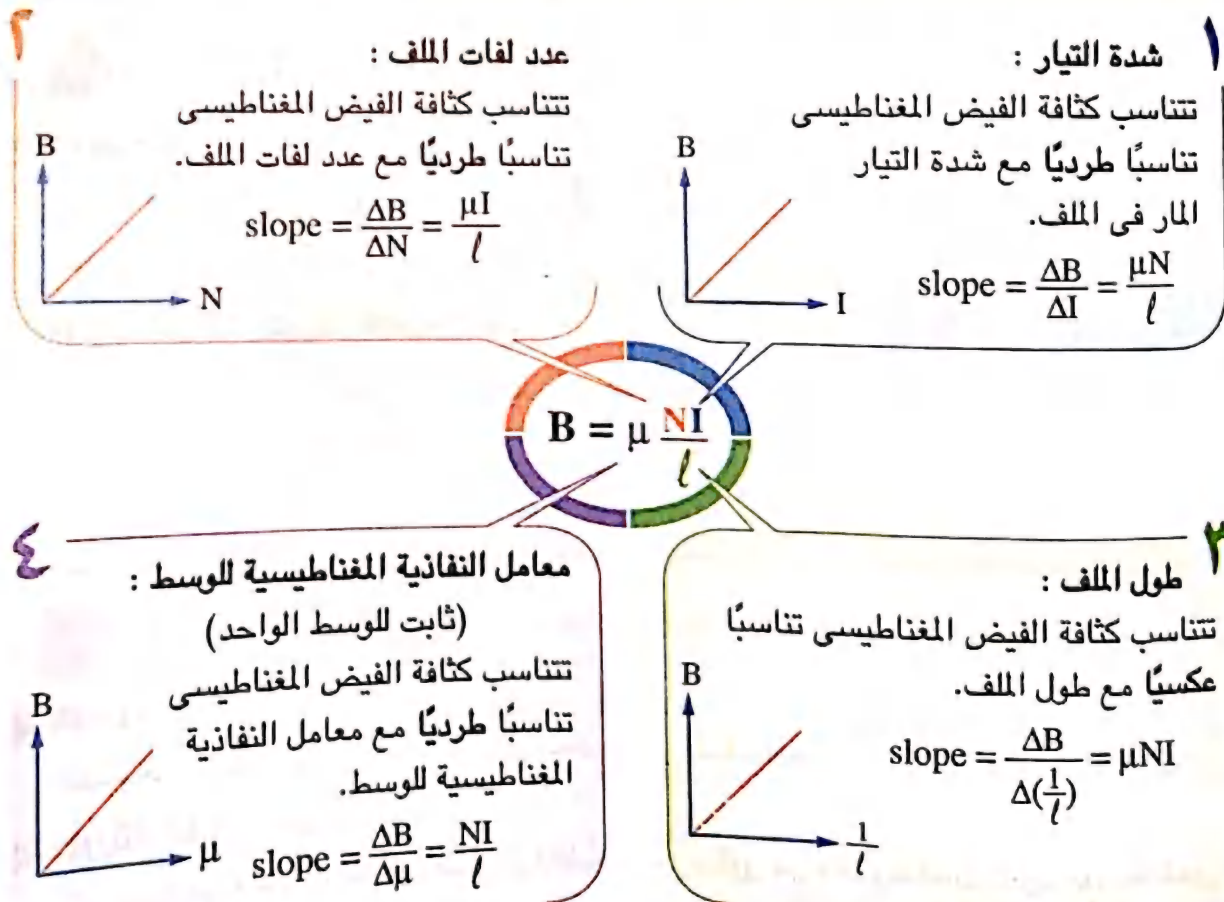 ١
شدة التيار :
تتناسب كثافة الفيض المغناطيسى
تناسبًا طرديًا مع شدة التيار
المار فى الملف.
B
I
slope = ΔB/ΔI = μN/ℓ
٢
عدد لفات الملف :
تتناسب كثافة الفيض المغناطيسى
تناسبًا طرديًا مع عدد لفات الملف.
B
N
slope = ΔB/ΔN = μI/ℓ
B = μ NI/ℓ
٣
طول الملف :
تتناسب كثافة الفيض المغناطيسى تناسبًا
عكسيًا مع طول الملف.
B
1/ℓ
slope = ΔB/Δ(1/ℓ) = μNI
٤
معامل النفاذية المغناطيسية للوسط :
(ثابت للوسط الواحد)
تتناسب كثافة الفيض المغناطيسى
تناسبًا طرديًا مع معامل النفاذية
المغناطيسية للوسط.
B
μ
slope = ΔB/Δμ = NI/ℓ